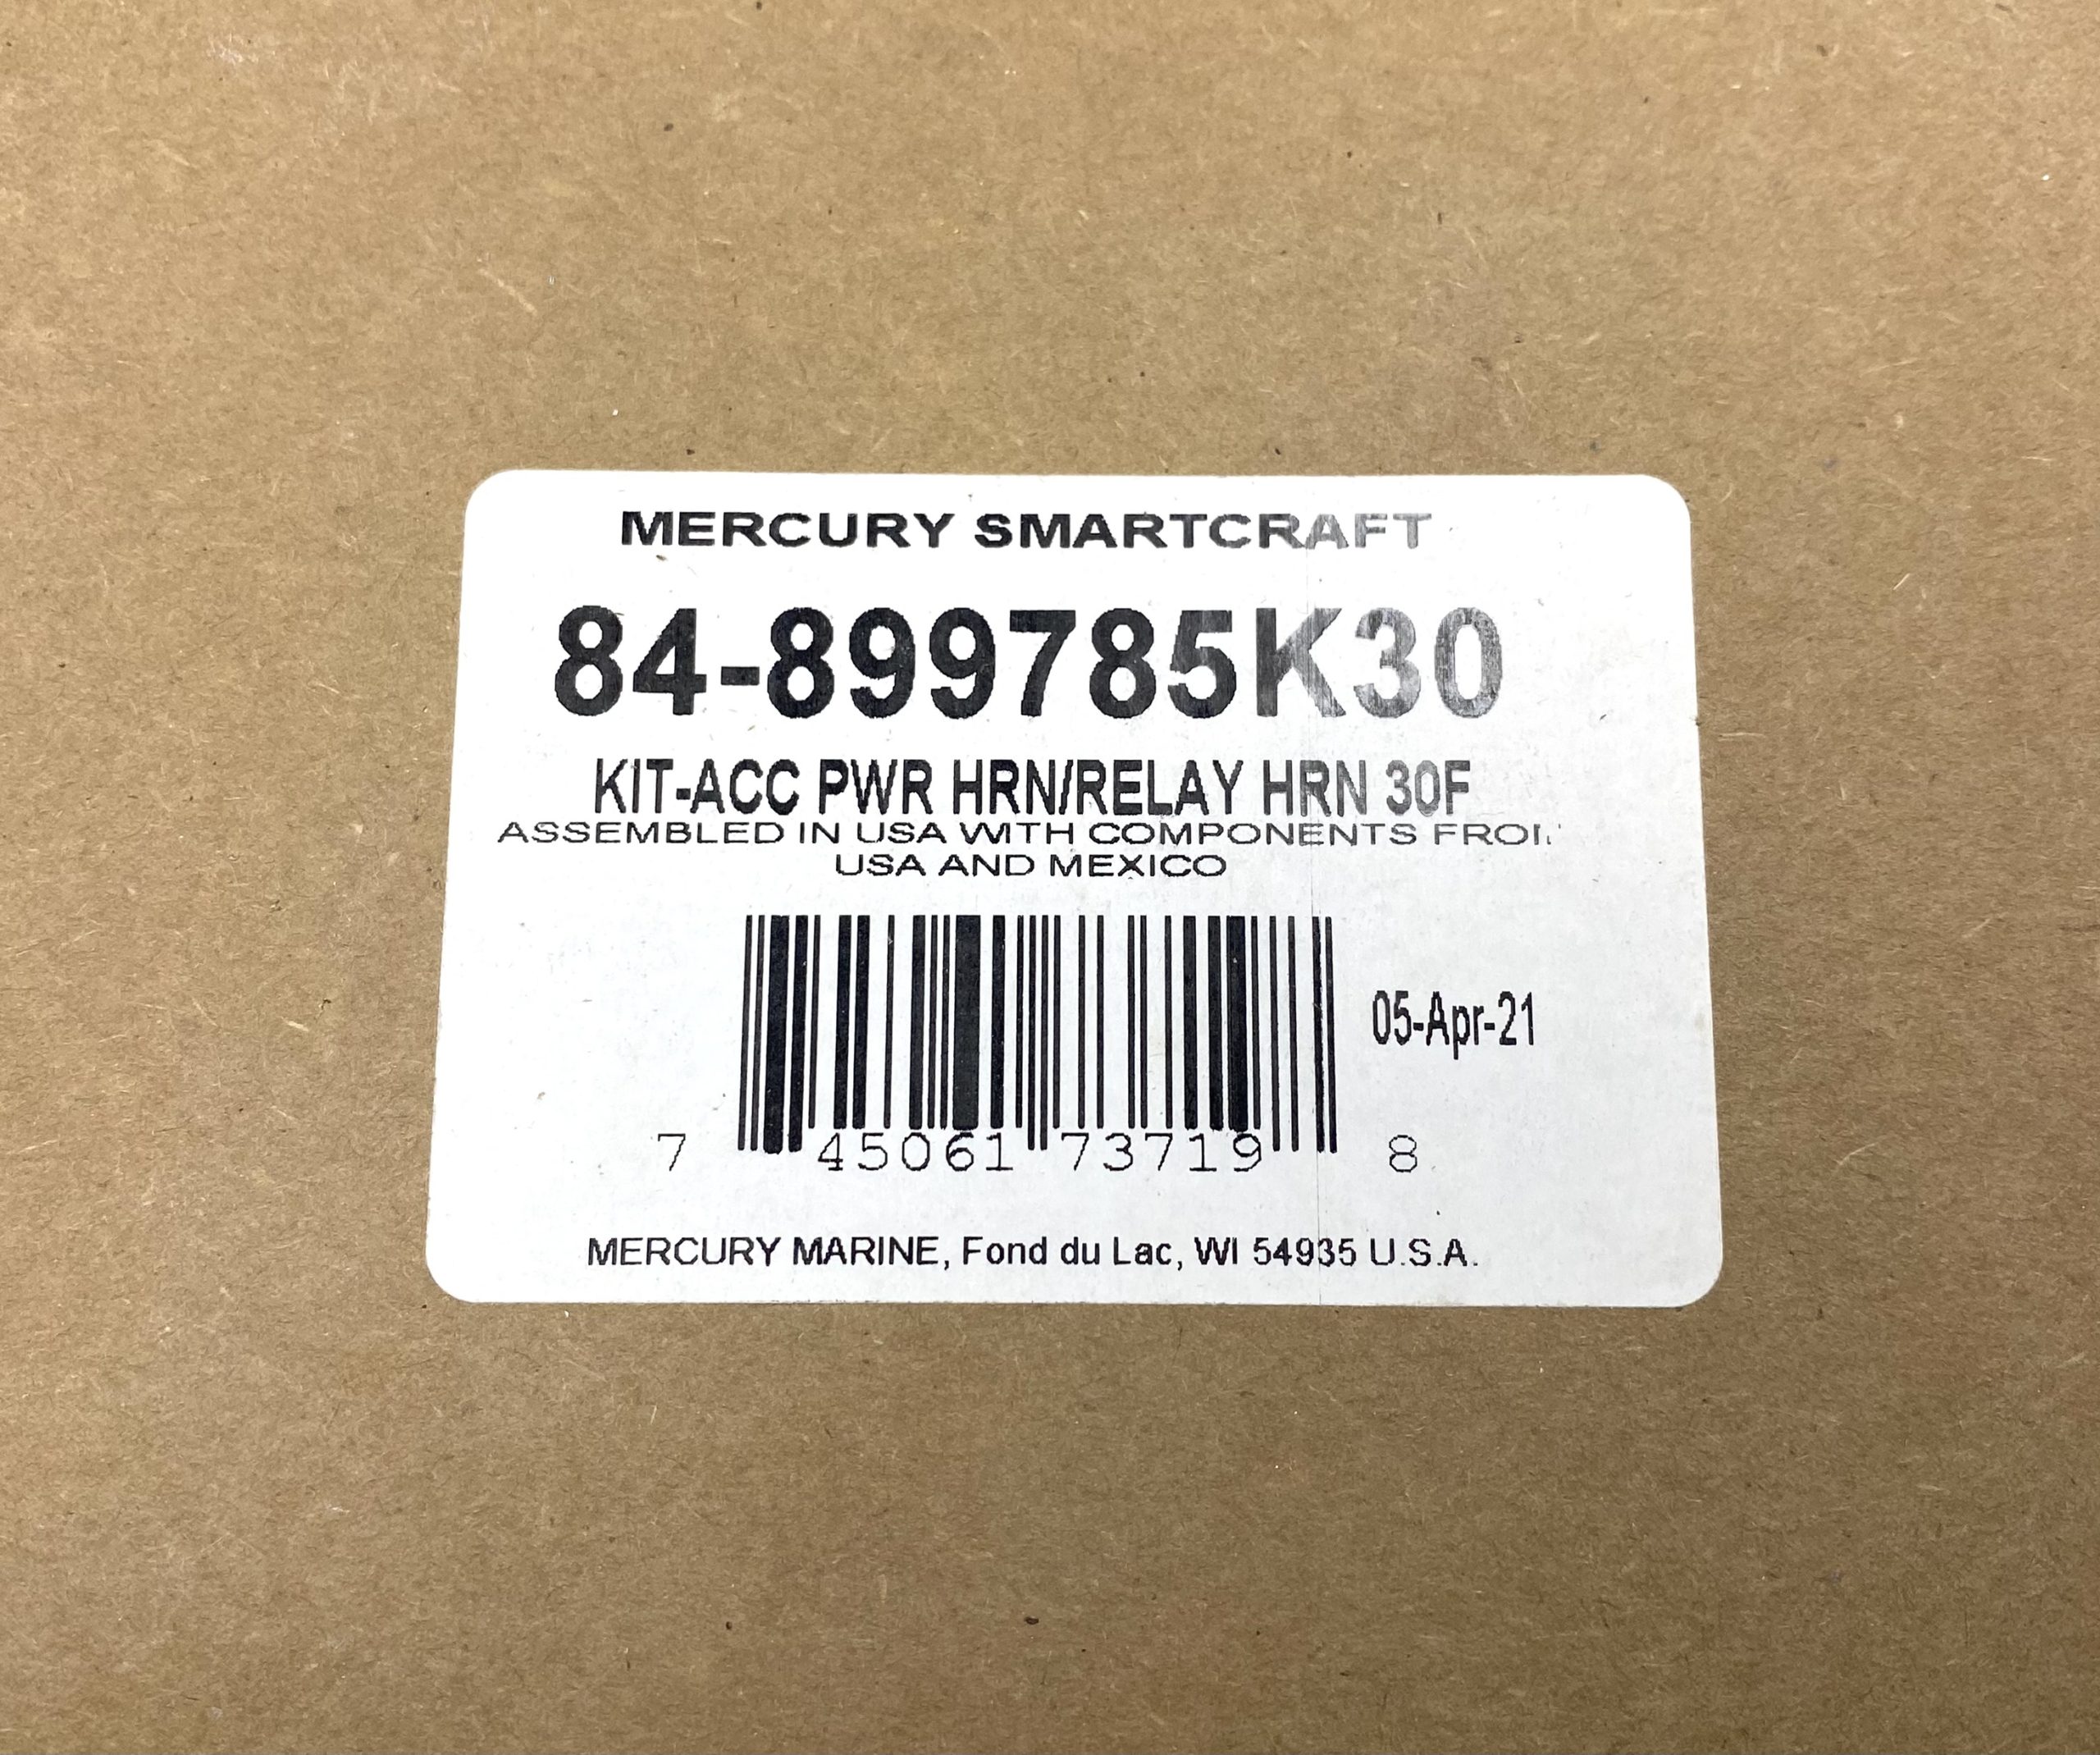 MERCURY SMARTCRAFT
84-899785K30
KIT-ACC PWR HRN/RELAY HRN 30F
ASSEMBLED IN USA WITH COMPONENTS
USA AND MEXICO
05-Apr-21
7 45061 73719 8
MERCURY MARINE, Fond du Lac, WI 54935 U.S.A.